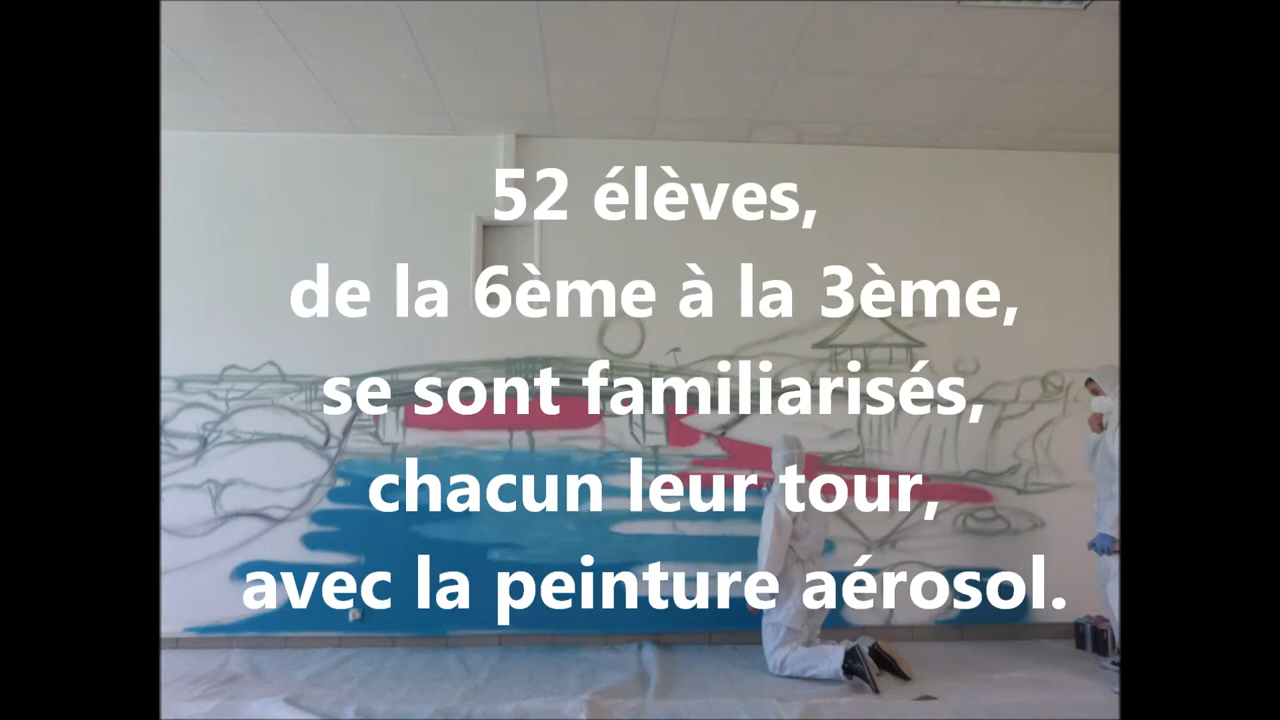 52 élèves,
de la 6ème à la 3ème,
se sont familiarisés,
chacun leur tour,
avec la peinture aérosol.